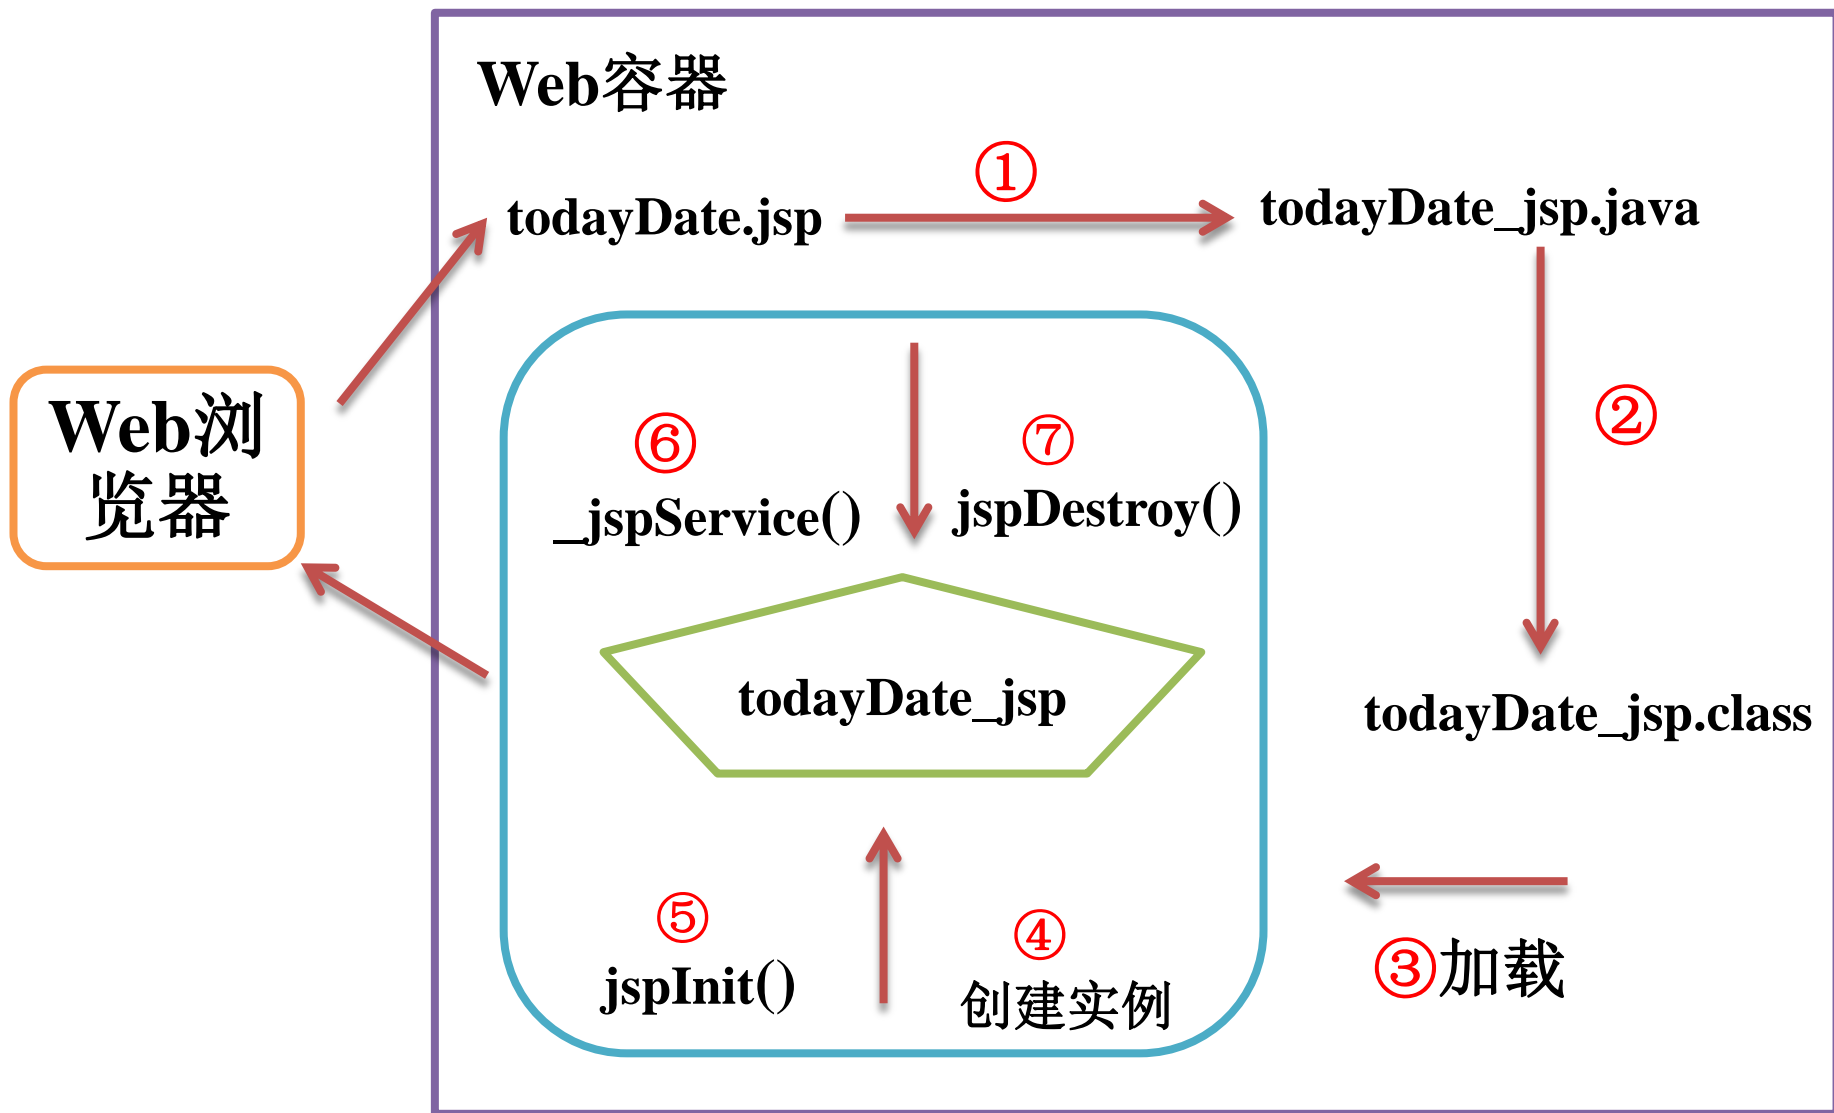 Web容器
①
todayDate.jsp
todayDate_jsp.java
②
Web浏
览器
⑥
_jspService()
⑦
jspDestroy()
todayDate_jsp
todayDate_jsp.class
⑤
jspInit()
④
创建实例
③加载